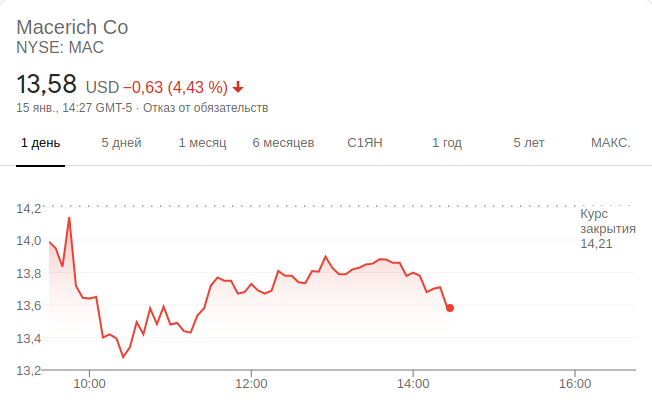 Macerich Co
NYSE: MAC
13,58 USD −0,63 (4,43 %)
15 янв., 14:27 GMT-5 · Отказ от обязательств
1 день 5 дней 1 месяц 6 месяцев С1ЯН 1 год 5 лет МАКС.
14,2
Курс
закрытия
14,21
14,0
13,8
13,6
13,4
13,2
10:00 12:00 14:00 16:00